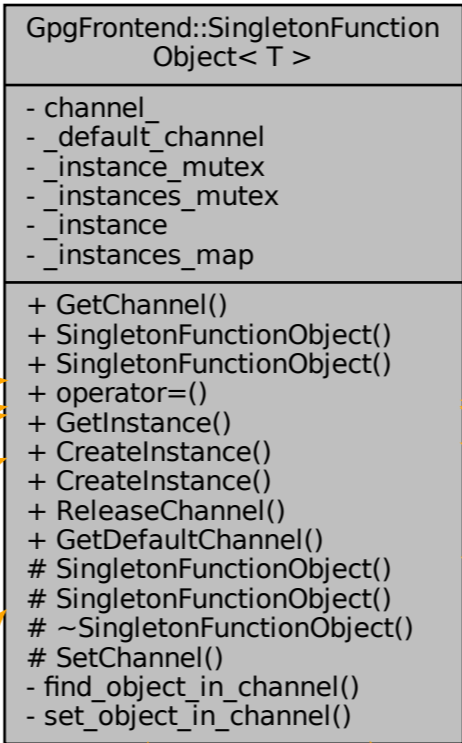 GpgFrontend::SingletonFunction
Object< T >
- channel_
- _default_channel
- _instance_mutex
- _instances_mutex
- _instance
- _instances_map
+ GetChannel()
+ SingletonFunctionObject()
+ SingletonFunctionObject()
+ operator=()
+ GetInstance()
+ CreateInstance()
+ CreateInstance()
+ ReleaseChannel()
+ GetDefaultChannel()
# SingletonFunctionObject()
# SingletonFunctionObject()
# ~SingletonFunctionObject()
# SetChannel()
- find_object_in_channel()
- set_object_in_channel()